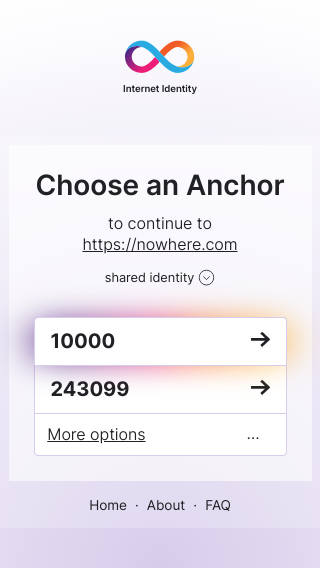 Internet Identity
Choose an Anchor
to continue to
https://nowhere.com
shared identity
10000
243099
More options ...
Home · About · FAQ